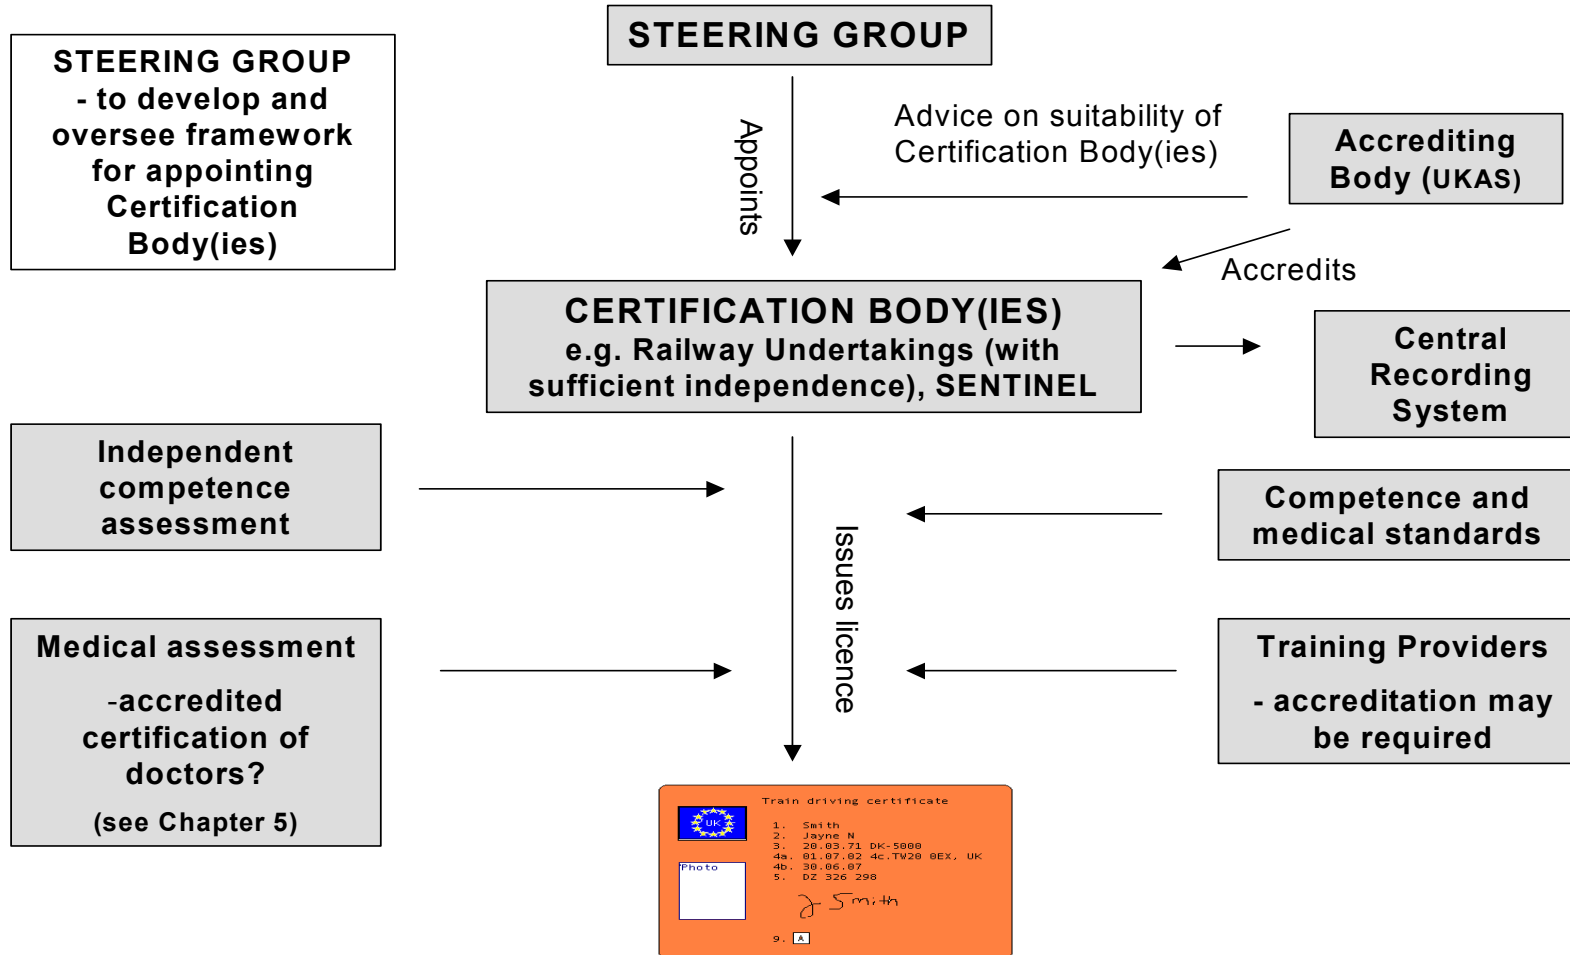 STEERING GROUP
STEERING GROUP
- to develop and
oversee framework
for appointing
Certification
Body(ies)
Appoints
Advice on suitability of
Certification Body(ies)
Accrediting
Body (UKAS)
Accredits
CERTIFICATION BODY(IES)
e.g. Railway Undertakings (with
sufficient independence), SENTINEL
Central
Recording
System
Independent
competence
assessment
Competence and
medical standards
Issues licence
Medical assessment
-accredited
certification of
doctors?
(see Chapter 5)
Training Providers
- accreditation may
be required
Train driving certificate
UK
1. Smith
2. Jayne N
3. 20.03.71 DK-5000
4a. 01.07.02 4c.TW20 0EX, UK
4b. 30.06.07
5. DZ 326 298
Photo
J Smith
9. A